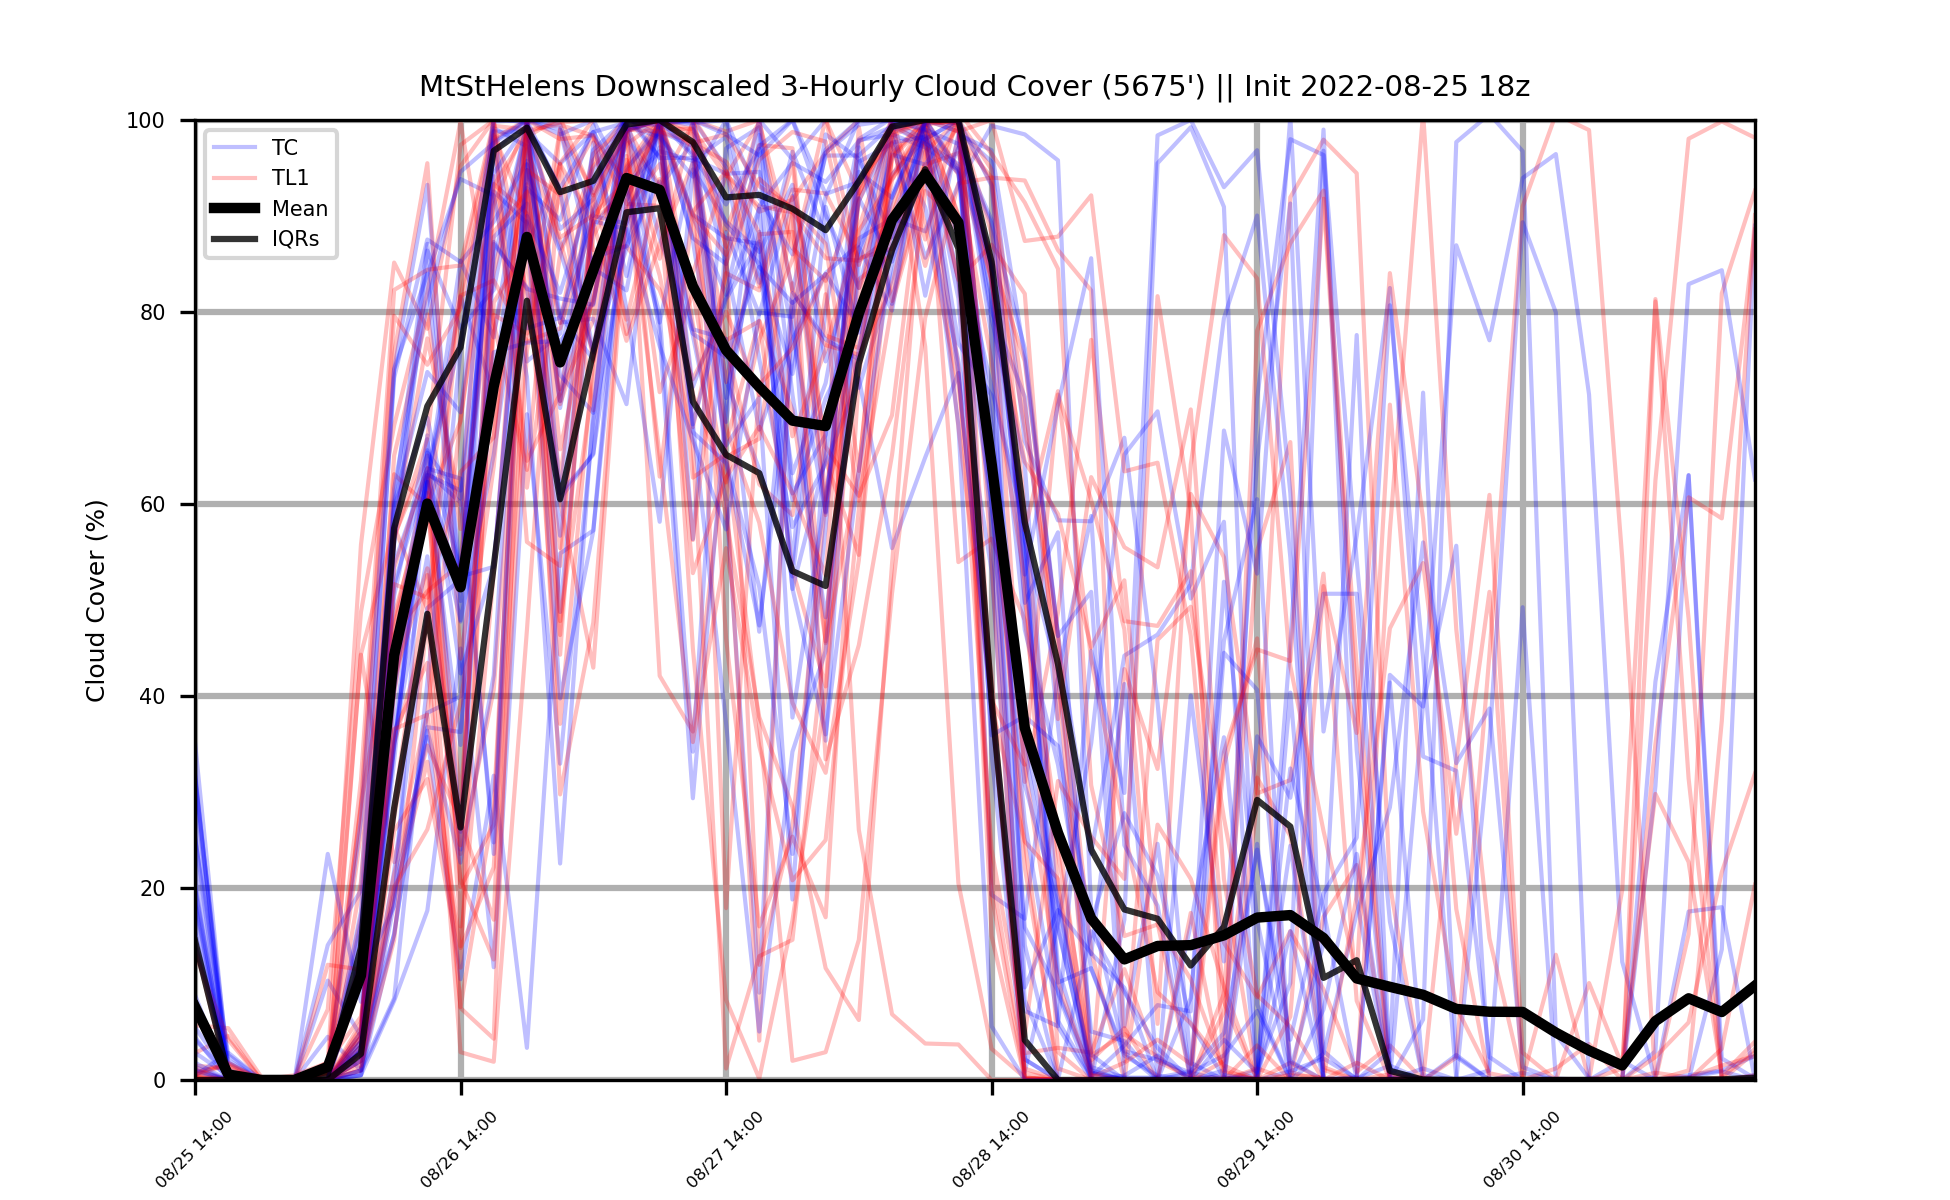 MtStHelens Downscaled 3-Hourly Cloud Cover (5675') || Init 2022-08-25 18z
TC
TL1
Mean
IQRs
Cloud Cover (%)
100
80
60
40
20
0
08/25 14:00
08/26 14:00
08/27 14:00
08/28 14:00
08/29 14:00
08/30 14:00